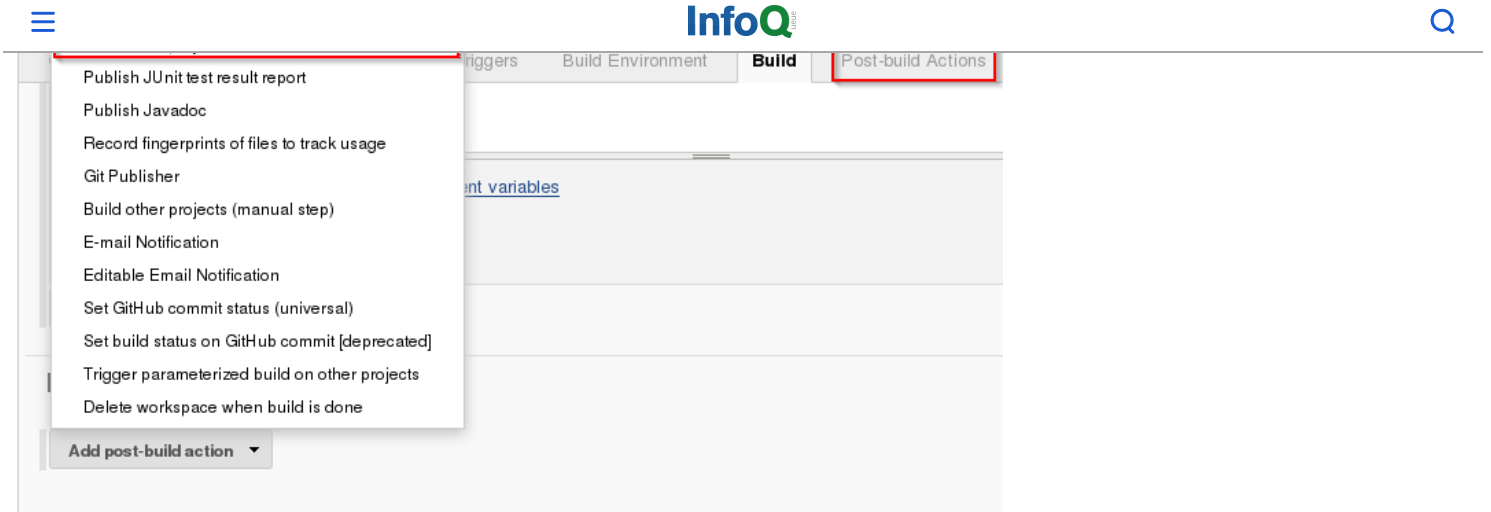 InfoQ
ueue
riggers Build Environment Build Post-build Actions
Publish JUnit test result report
Publish Javadoc
Record fingerprints of files to track usage
Git Publisher
ent variables
Build other projects (manual step)
E-mail Notification
Editable Email Notification
Set GitHub commit status (universal)
Set build status on GitHub commit [deprecated]
Trigger parameterized build on other projects
Delete workspace when build is done
Add post-build action